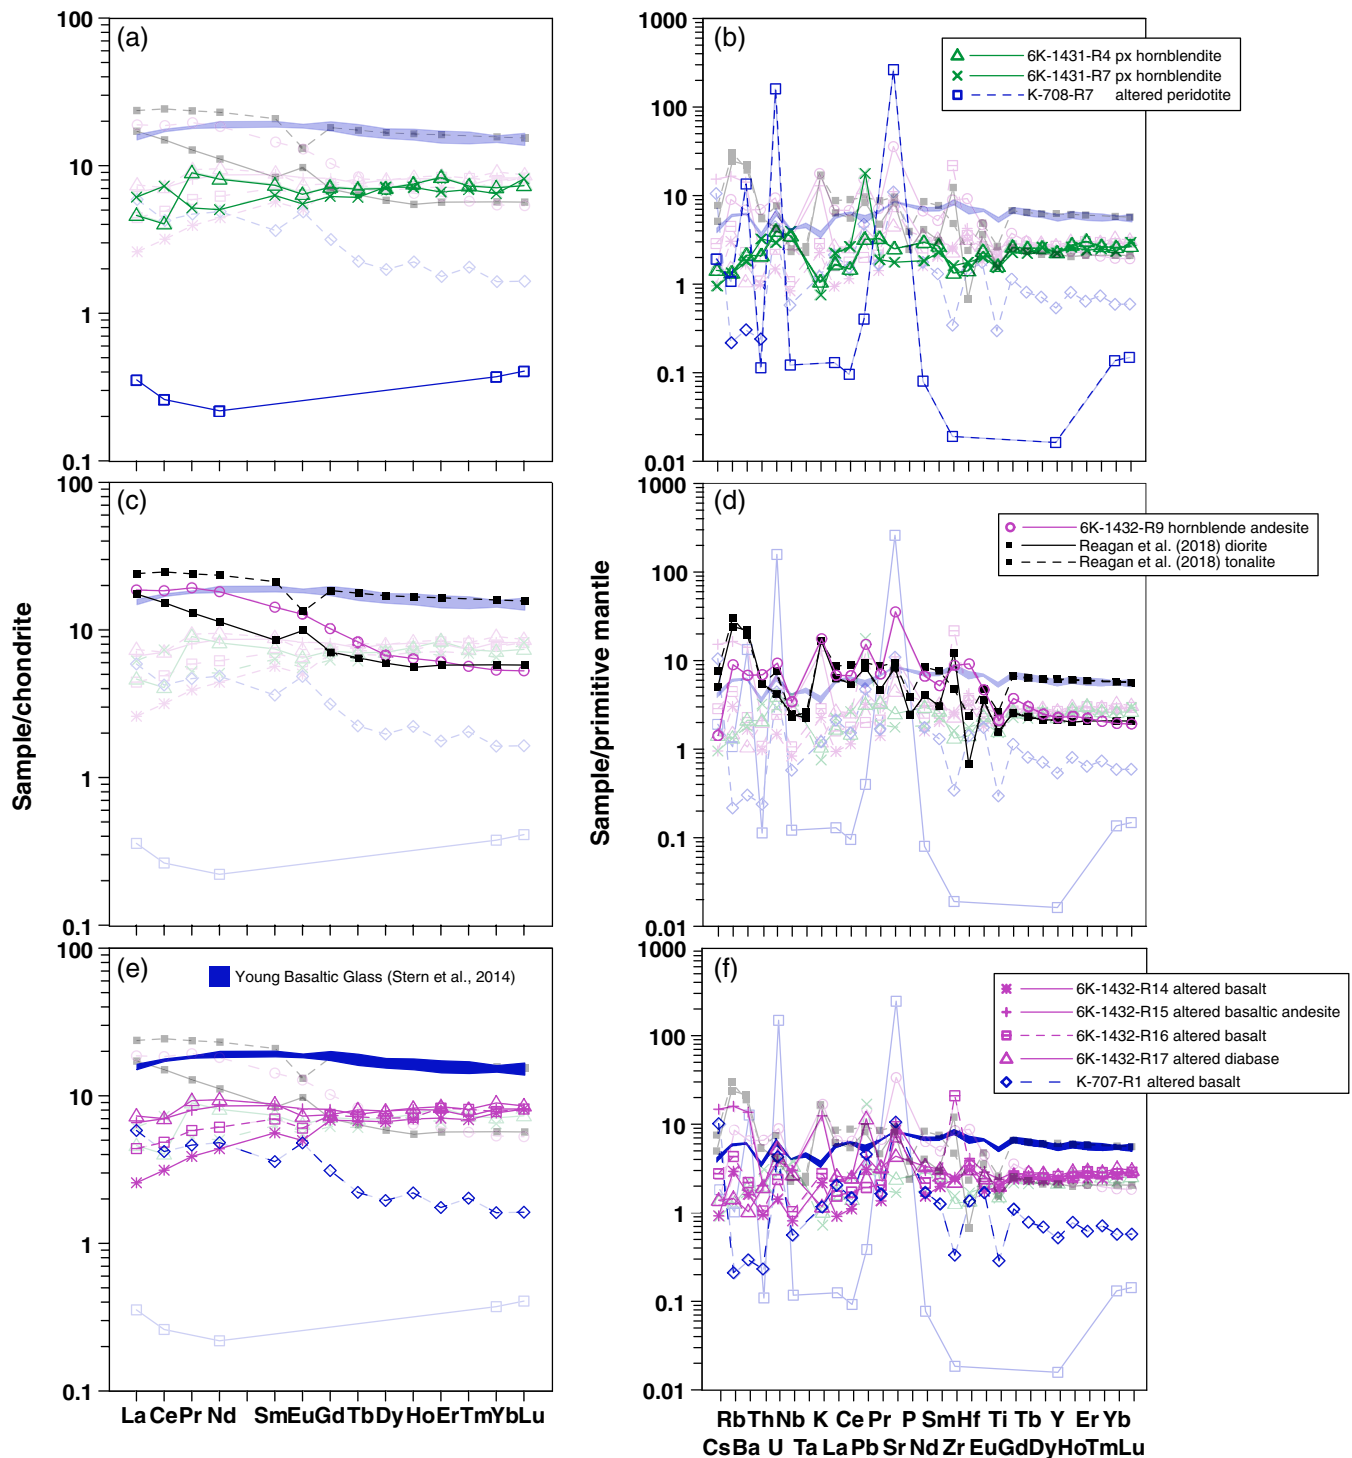 (a)
100
10
1
0.1
(b)
1000
100
10
1
0.1
0.01
6K-1431-R4 px hornblendite
6K-1431-R7 px hornblendite
K-708-R7 altered peridotite
(c)
100
10
1
0.1
Sample/chondrite
(d)
1000
100
10
1
0.1
0.01
Sample/primitive mantle
6K-1432-R9 hornblende andesite
Reagan et al. (2018) diorite
Reagan et al. (2018) tonalite
(e)
100
10
1
0.1
Young Basaltic Glass (Stern et al., 2014)
La Ce Pr Nd Sm Eu Gd Tb Dy Ho Er Tm Yb Lu
(f)
1000
100
10
1
0.1
0.01
6K-1432-R14 altered basalt
6K-1432-R15 altered basaltic andesite
6K-1432-R16 altered basalt
6K-1432-R17 altered diabase
K-707-R1 altered basalt
Rb Th Nb K Ce Pr P Sm Hf Ti Tb Y Er Yb
Cs Ba U Ta La Pb Sr Nd Zr Eu Gd Dy Ho Tm Lu